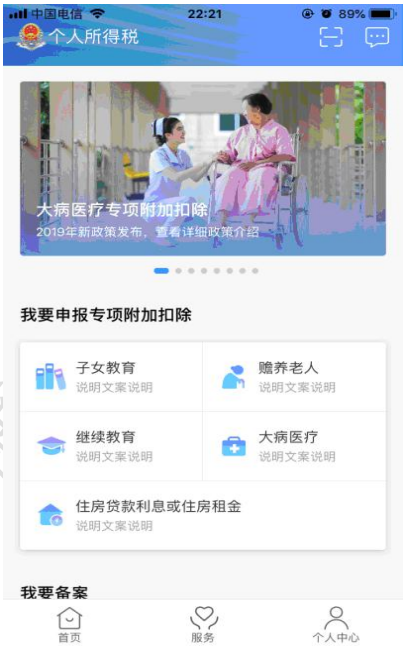 中国电信 22:21 89%
个人所得税
大病医疗专项附加扣除
2019年新政策发布，查看详细政策介绍
我要申报专项附加扣除
子女教育
说明文案说明
赡养老人
说明文案说明
继续教育
说明文案说明
大病医疗
说明文案说明
住房贷款利息或住房租金
说明文案说明
我要备案
首页
服务
个人中心